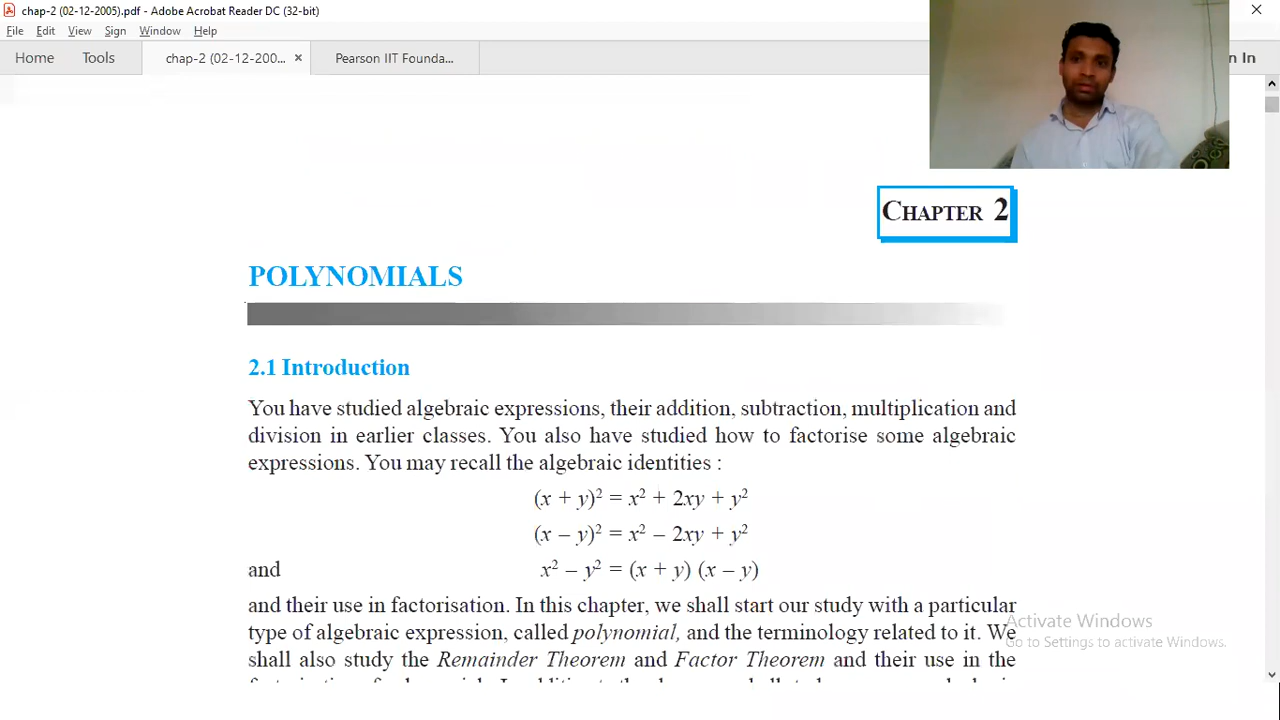 chap-2 (02-12-2005).pdf - Adobe Acrobat Reader DC (32-bit)
File Edit View Sign Window Help
Home Tools chap-2 (02-12-200... × Pearson IIT Founda... n In
CHAPTER 2
POLYNOMIALS
2.1 Introduction
You have studied algebraic expressions, their addition, subtraction, multiplication and
division in earlier classes. You also have studied how to factorise some algebraic
expressions. You may recall the algebraic identities :
(x + y)² = x² + 2xy + y²
(x – y)² = x² – 2xy + y²
and x² – y² = (x + y) (x – y)
and their use in factorisation. In this chapter, we shall start our study with a particular
type of algebraic expression, called polynomial, and the terminology related to it. We
shall also study the Remainder Theorem and Factor Theorem and their use in the
Activate Windows
Go to Settings to activate Windows.